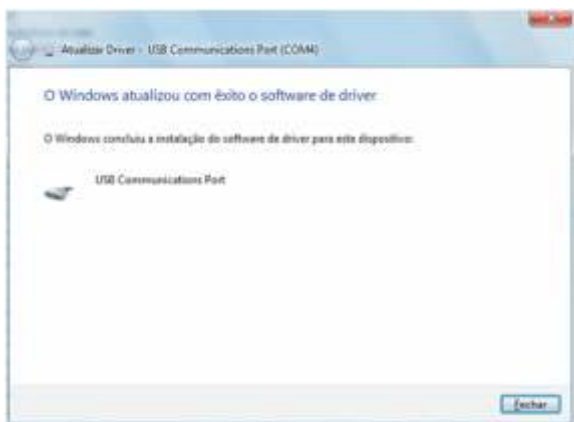 Atualizar Driver - USB Communications Port (COM4)
O Windows atualizou com êxito o software de driver
O Windows concluiu a instalação do software de driver para este dispositivo:
USB Communications Port
Fechar